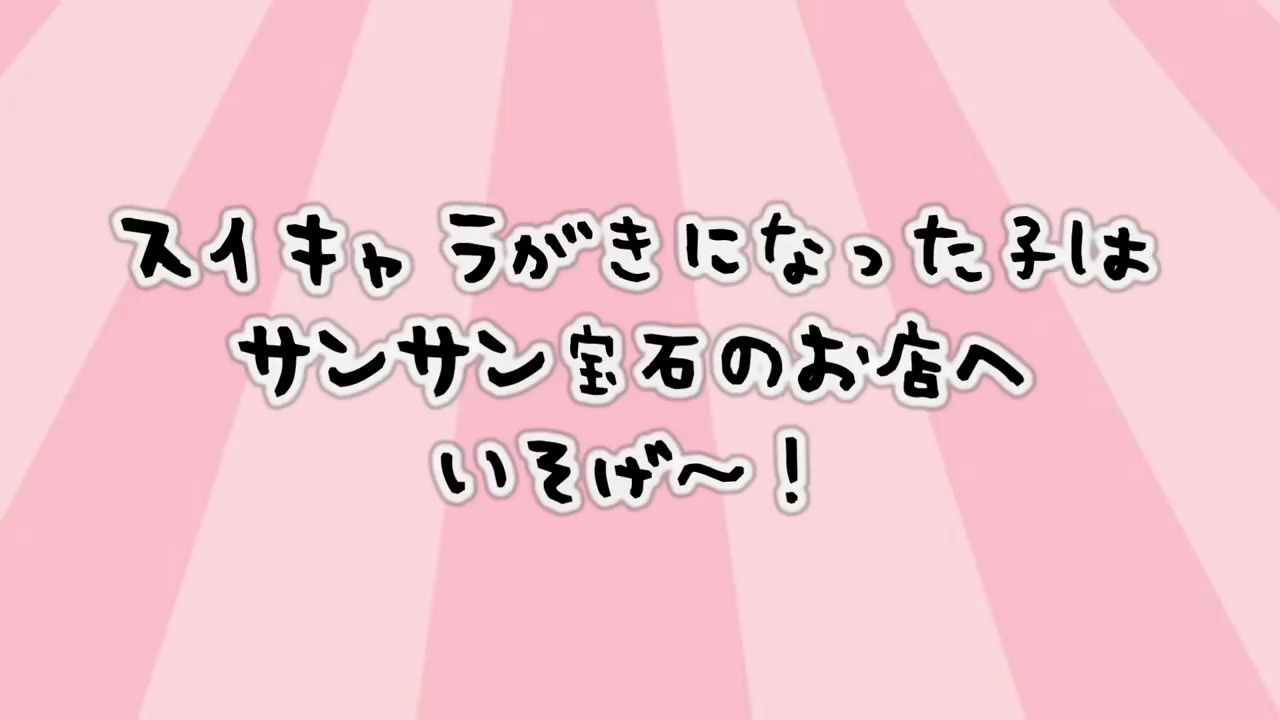 スイキャラがきになった子は
サンサン宝石のお店へ
いそげ～！